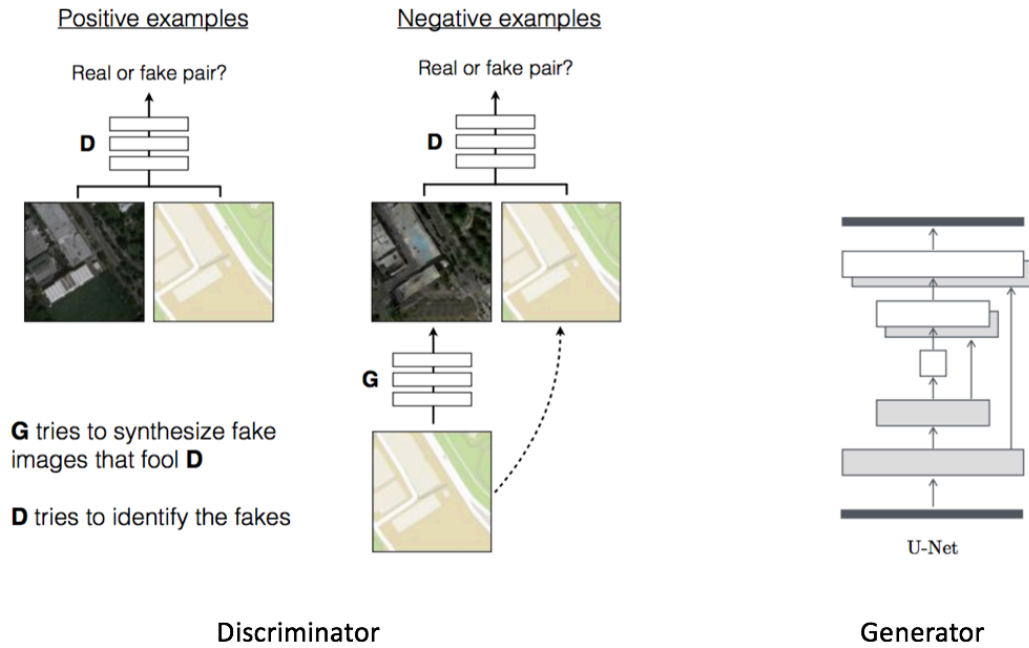 Positive examples
Negative examples
Real or fake pair?
Real or fake pair?
D
D
G
G tries to synthesize fake
images that fool D
D tries to identify the fakes
U-Net
Discriminator
Generator